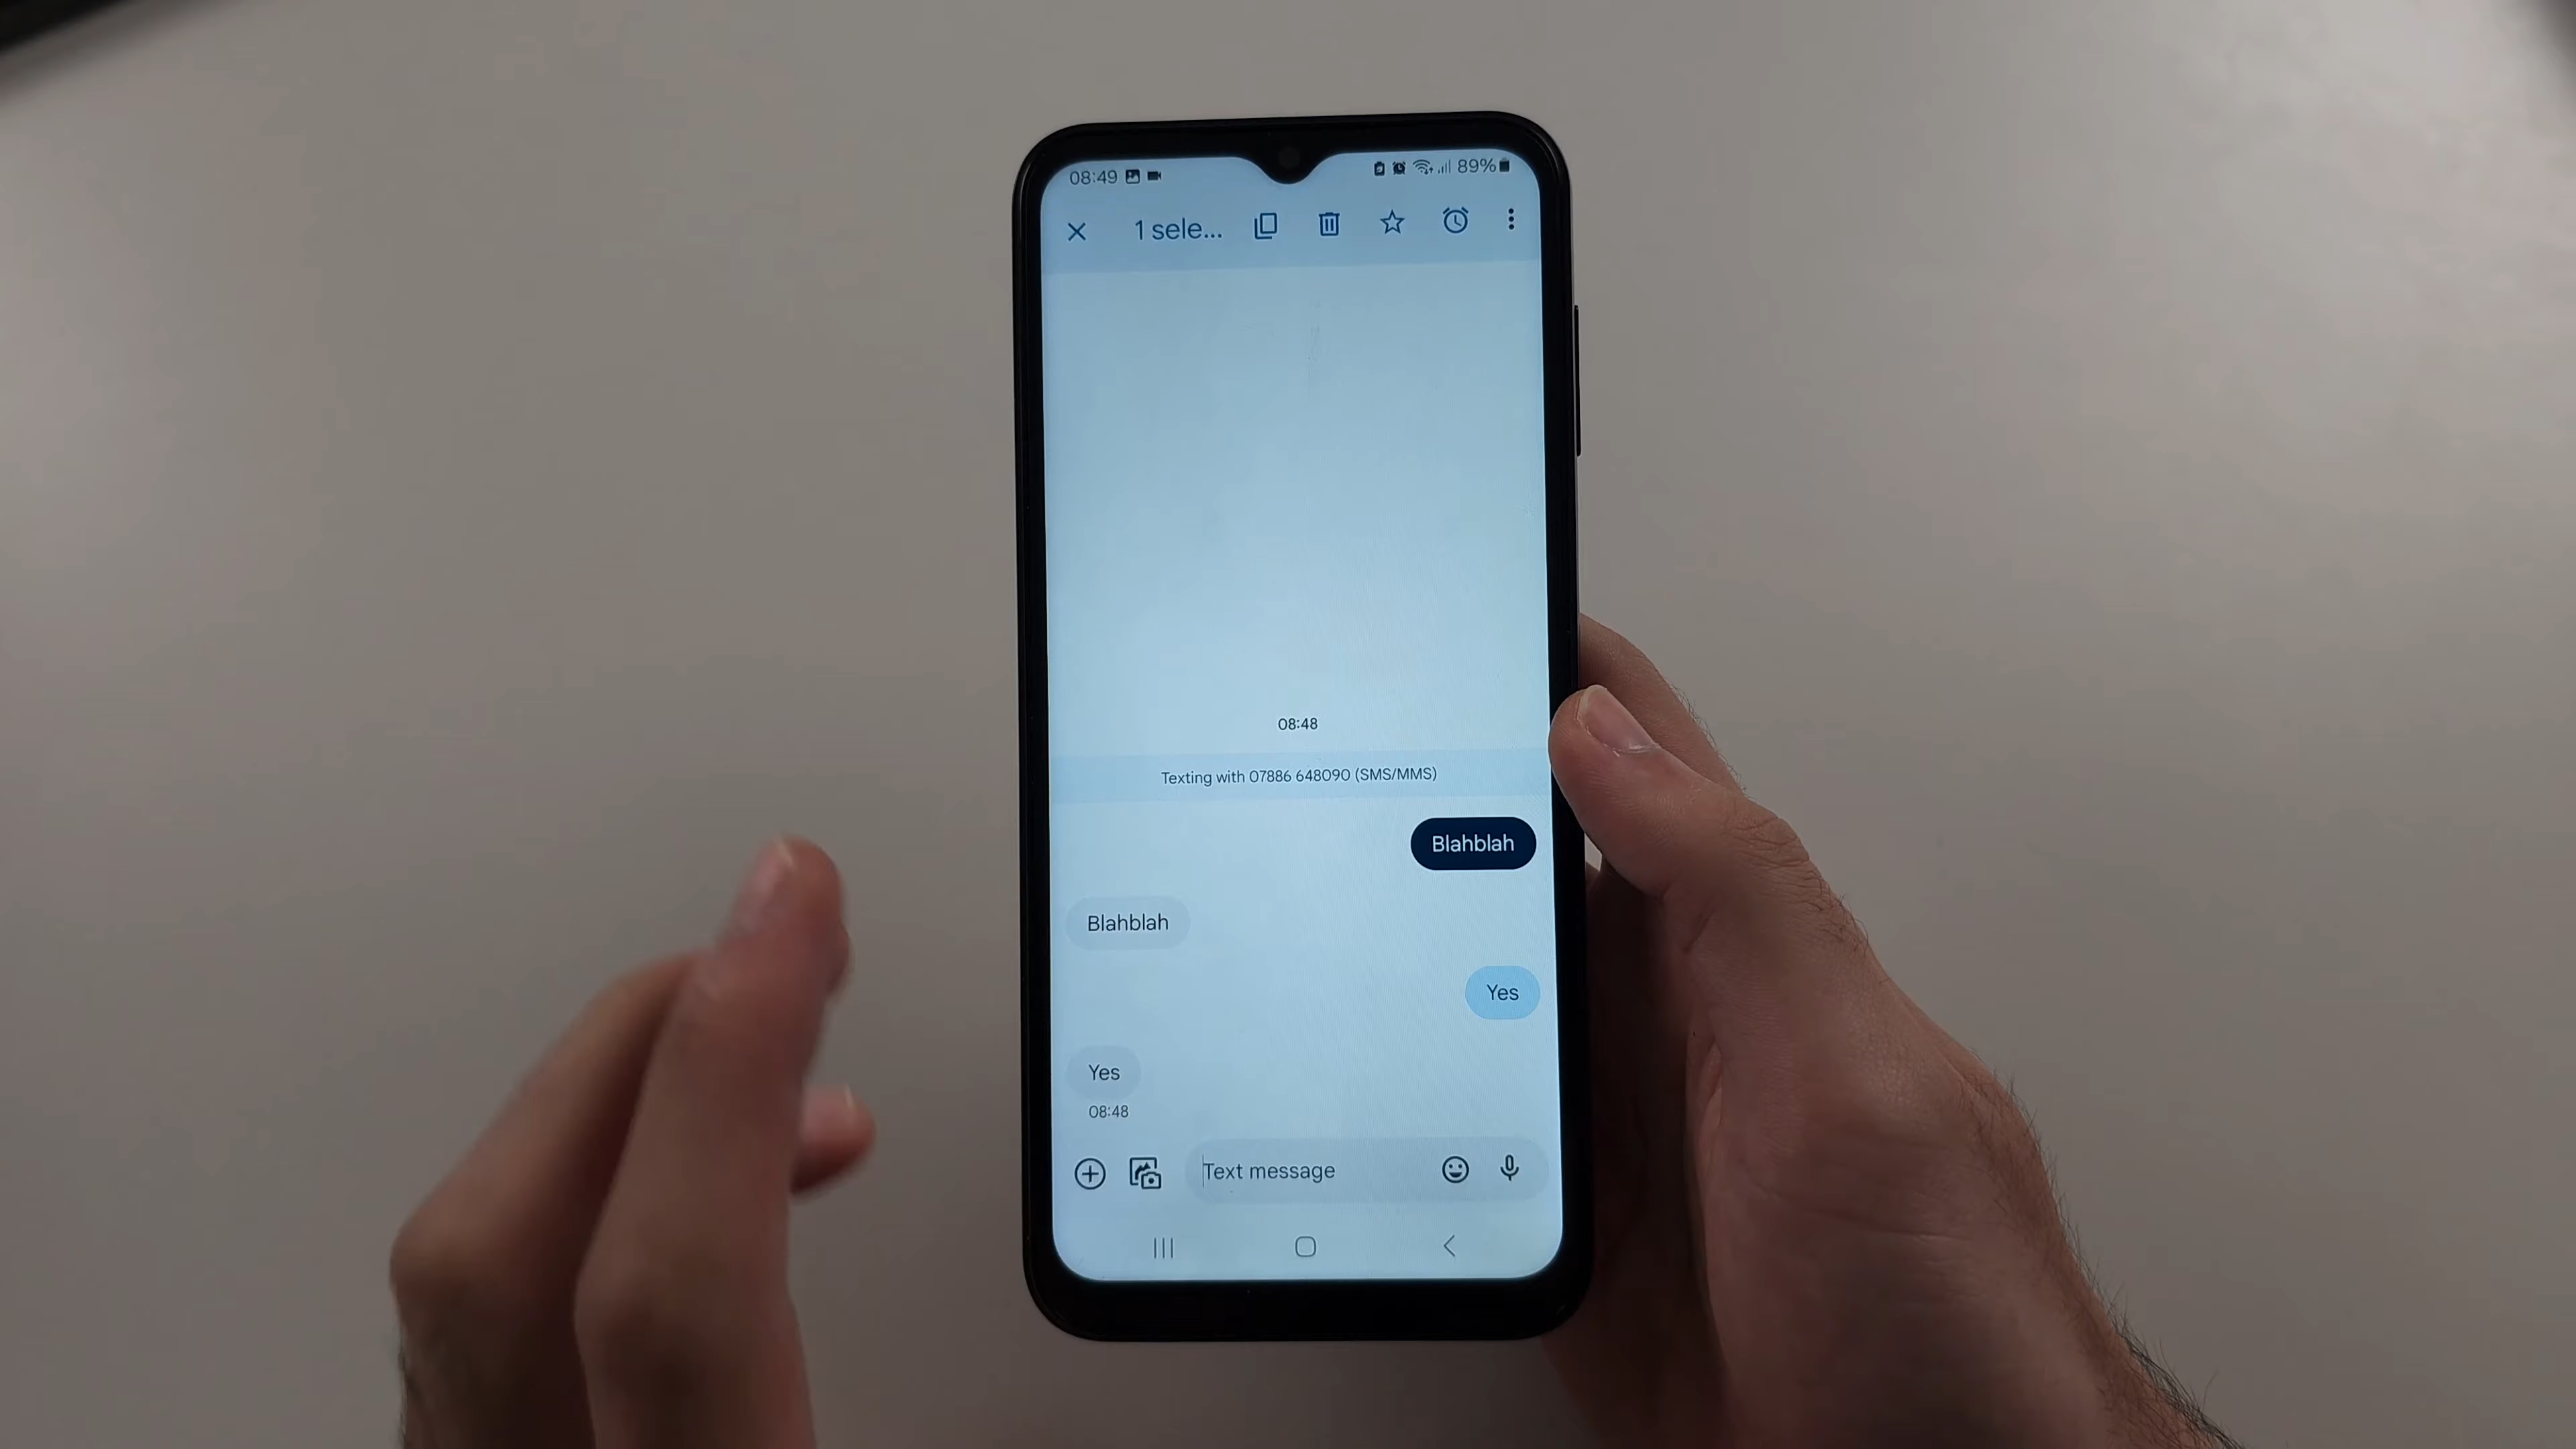 08:49 89%
1 sele...
08:48
Texting with 07886 648090 (SMS/MMS)
Blahblah
Blahblah
Yes
Yes
08:48
Text message